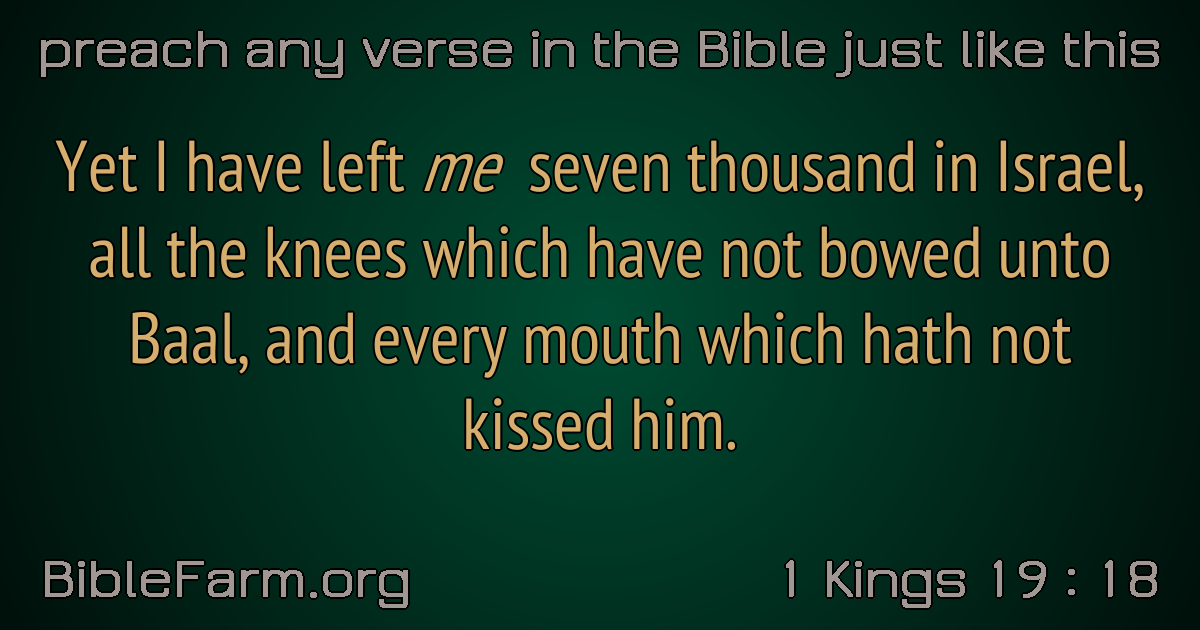 preach any verse in the Bible just like this
Yet I have left me seven thousand in Israel,
all the knees which have not bowed unto
Baal, and every mouth which hath not
kissed him.
BibleFarm.org
1 Kings 19 : 18